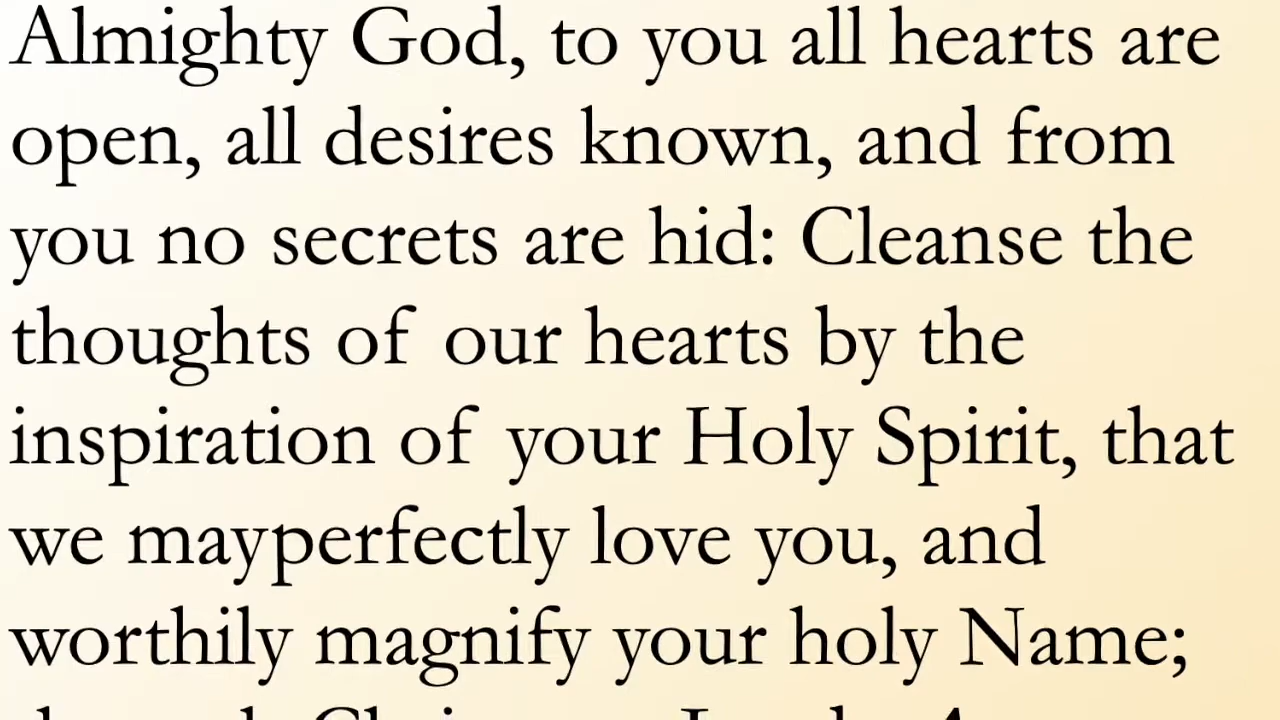 Almighty God, to you all hearts are
open, all desires known, and from
you no secrets are hid: Cleanse the
thoughts of our hearts by the
inspiration of your Holy Spirit, that
we mayperfectly love you, and
worthily magnify your holy Name;